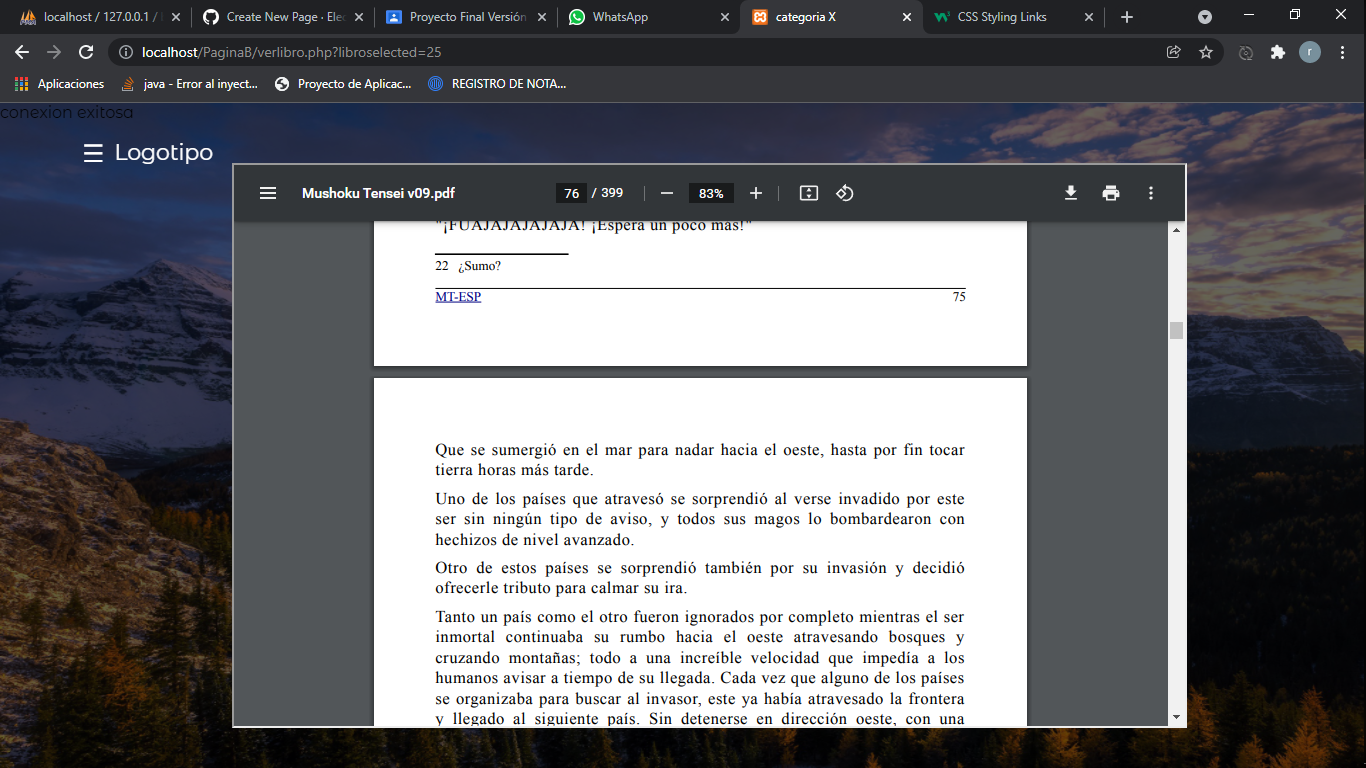 localhost / 127.0.0.1 /
Create New Page · Elec
Proyecto Final Versión
WhatsApp
categoria X
CSS Styling Links
localhost/PaginaB/verlibro.php?libroselected=25
r
Aplicaciones
java - Error al inyect...
Proyecto de Aplicac...
REGISTRO DE NOTA...
conexion exitosa
Logotipo
Mushoku Tensei v09.pdf
76 / 399
83%
"¡FUAJAJAJAJAJA! ¡Espera un poco más!"
22 ¿Sumo?
MT-ESP 75
Que se sumergió en el mar para nadar hacia el oeste, hasta por fin tocar
tierra horas más tarde.
Uno de los países que atravesó se sorprendió al verse invadido por este
ser sin ningún tipo de aviso, y todos sus magos lo bombardearon con
hechizos de nivel avanzado.
Otro de estos países se sorprendió también por su invasión y decidió
ofrecerle tributo para calmar su ira.
Tanto un país como el otro fueron ignorados por completo mientras el ser
inmortal continuaba su rumbo hacia el oeste atravesando bosques y
cruzando montañas; todo a una increíble velocidad que impedía a los
humanos avisar a tiempo de su llegada. Cada vez que alguno de los países
se organizaba para buscar al invasor, este ya había atravesado la frontera
y llegado al siguiente país. Sin detenerse en dirección oeste, con una